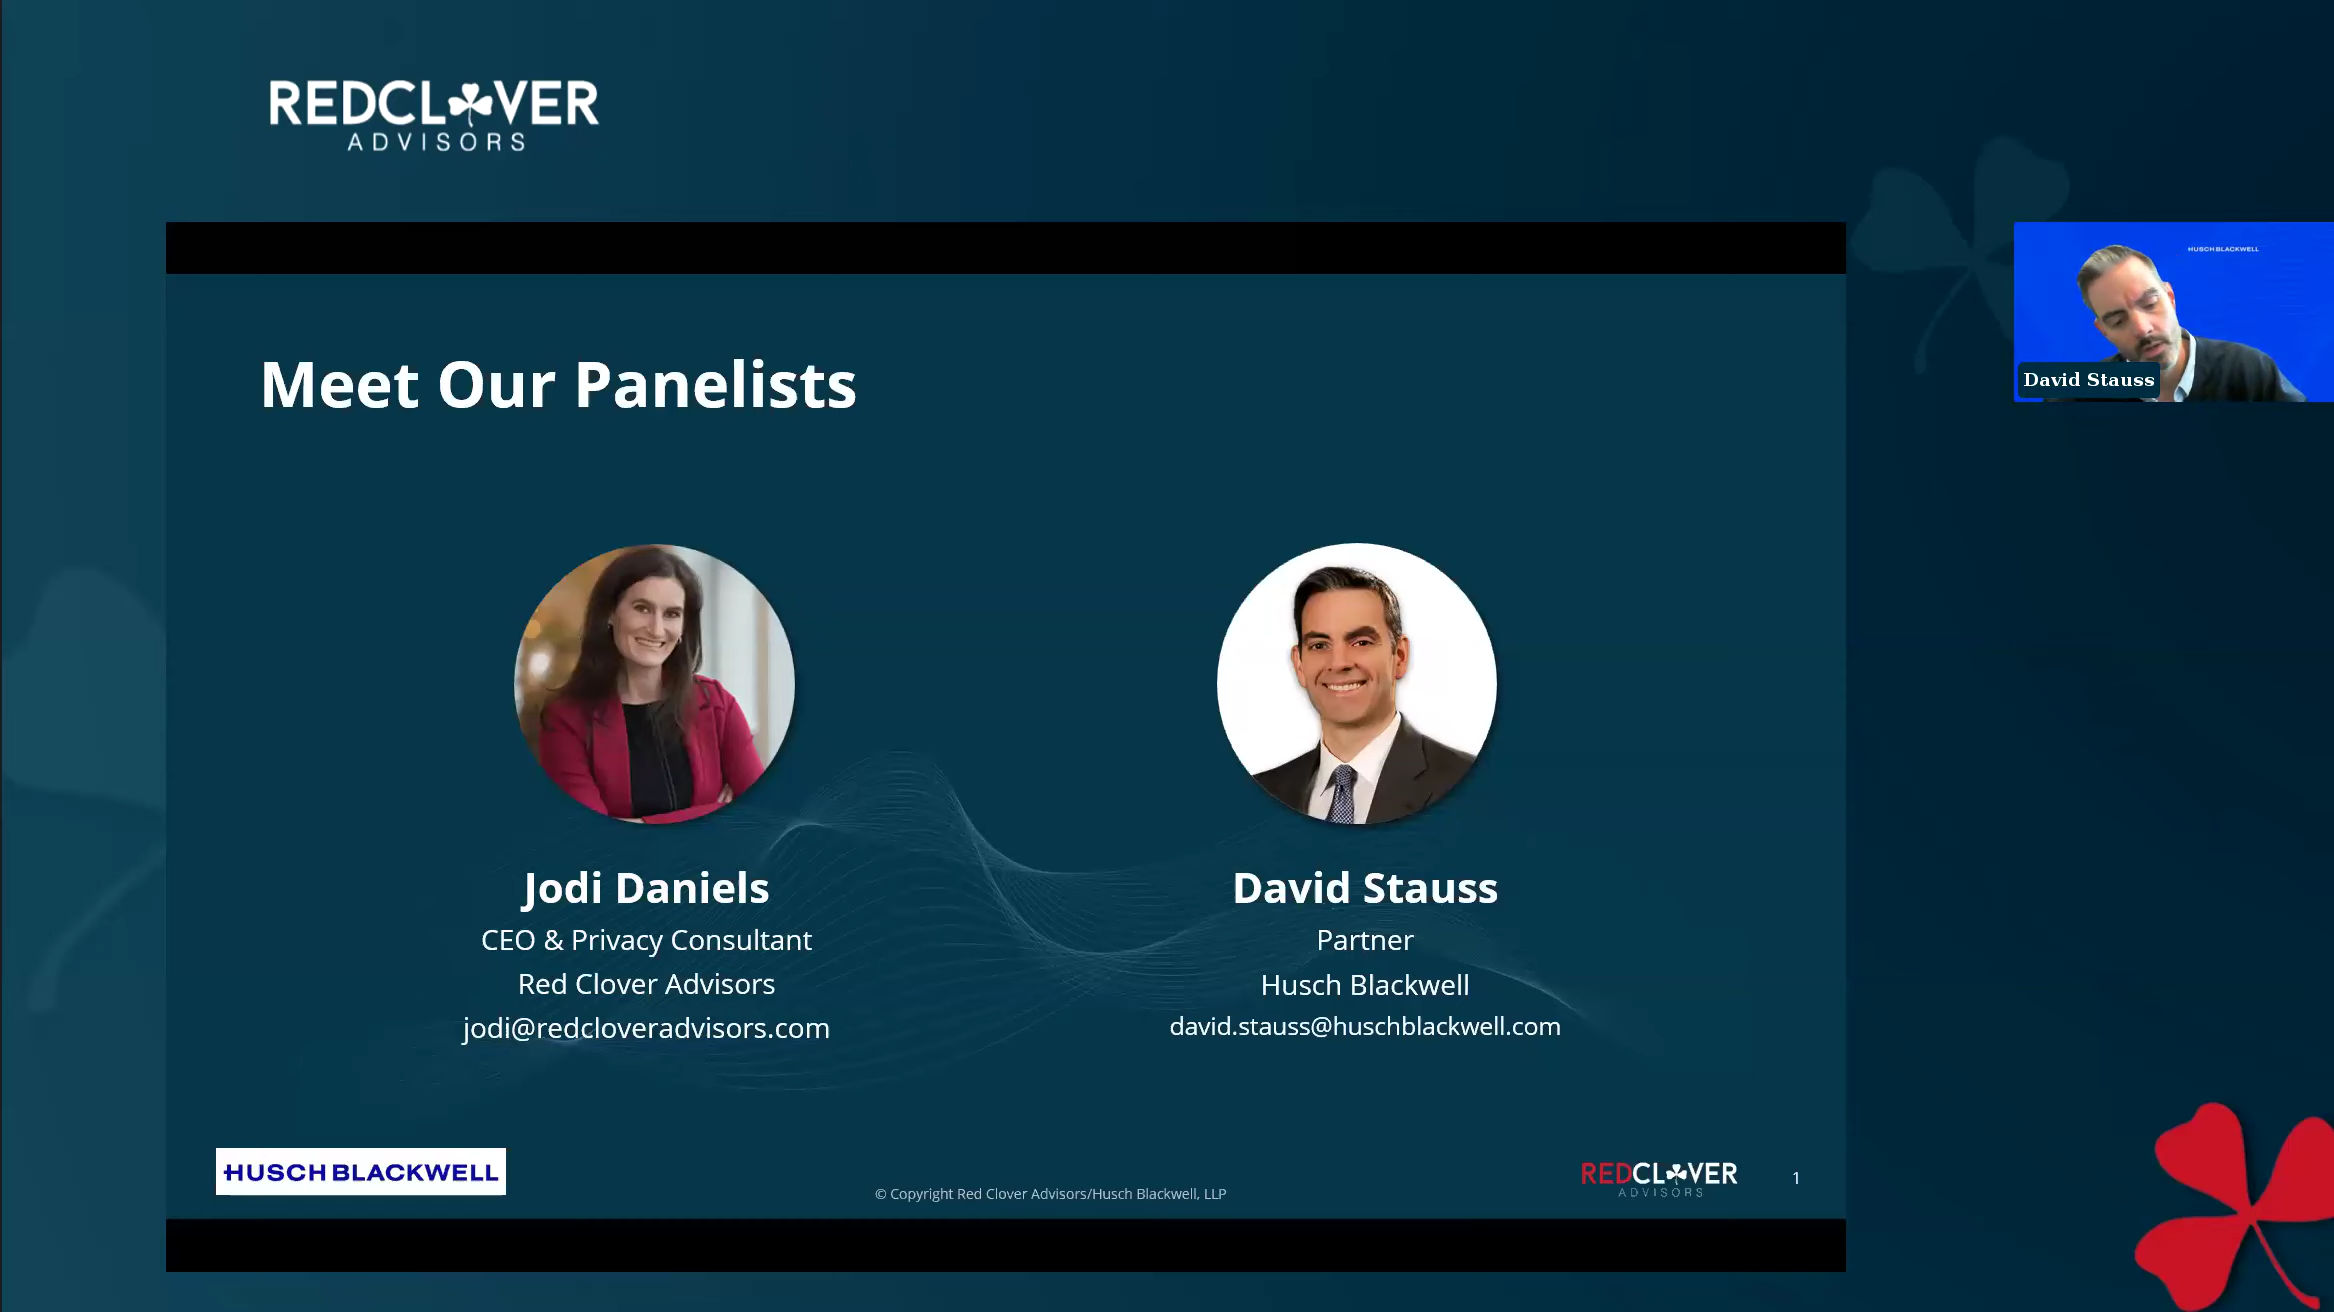 REDCLOVER
ADVISORS
HUSCH BLACKWELL
David Stauss
Meet Our Panelists
Jodi Daniels
CEO & Privacy Consultant
Red Clover Advisors
jodi@redcloveradvisors.com
David Stauss
Partner
Husch Blackwell
david.stauss@huschblackwell.com
HUSCH BLACKWELL
© Copyright Red Clover Advisors/Husch Blackwell, LLP
REDCLOVER
ADVISORS
1